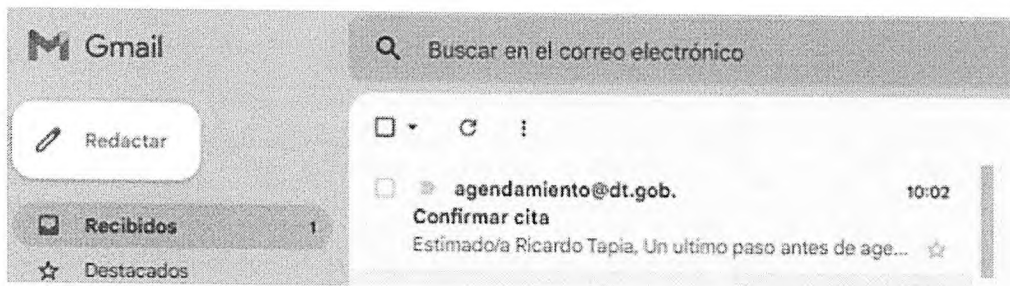 Gmail
Buscar en el correo electrónico
Redactar
agendamiento@dt.gob. 10:02
Confirmar cita
Recibidos 1
Estimado/a Ricardo Tapia, Un ultimo paso antes de age...
Destacados